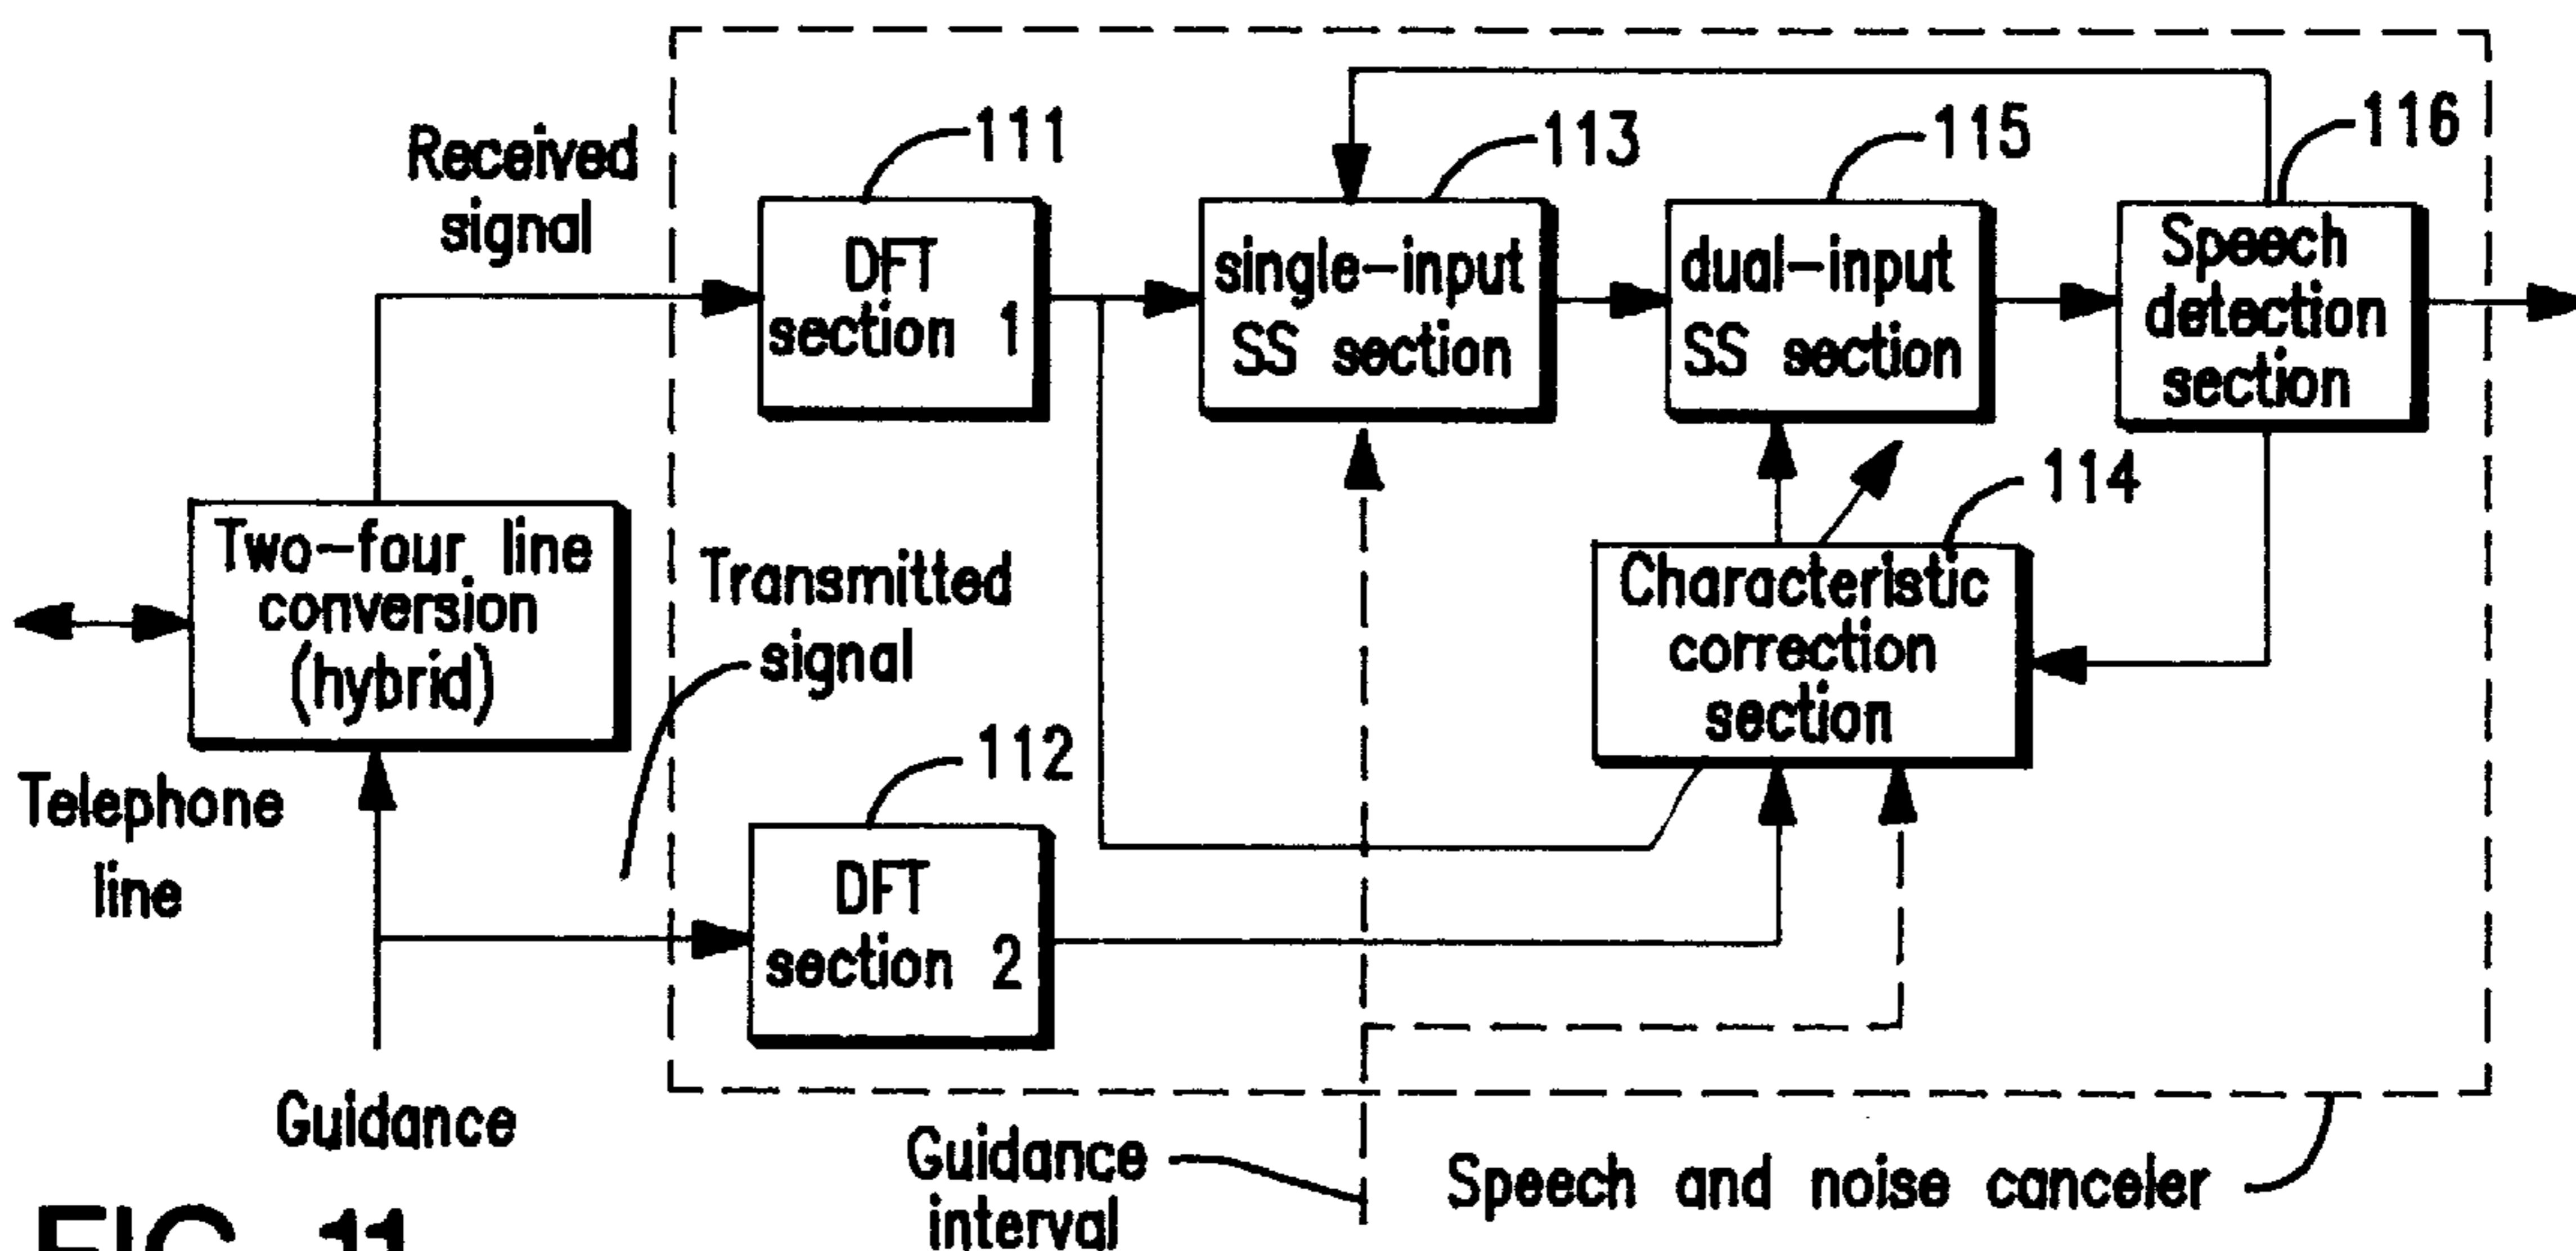 Received
signal
111
113
115
116
DFT
section 1
single-input
SS section
dual-input
SS section
Speech
detection
section
Two-four line
conversion
(hybrid)
Transmitted
signal
114
Characteristic
correction
section
Telephone
line
112
DFT
section 2
Guidance
Guidance
interval
Speech and noise canceler
FIG. 11